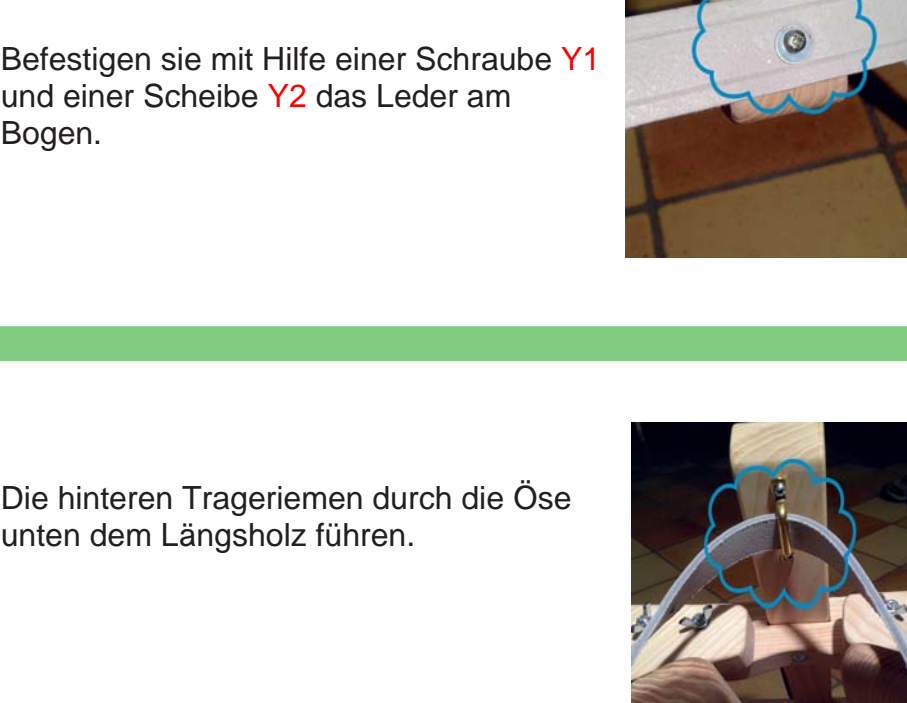 Befestigen sie mit Hilfe einer Schraube Y1
und einer Scheibe Y2 das Leder am
Bogen.
Die hinteren Trageriemen durch die Öse
unten dem Längsholz führen.